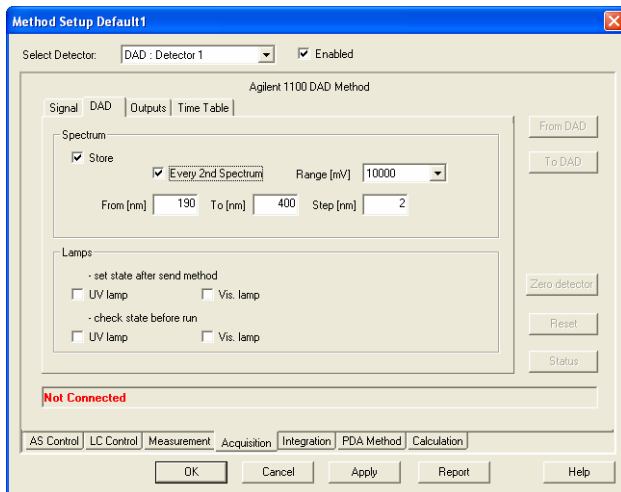 Method Setup Default1
Select Detector: DAD : Detector 1 Enabled
Agilent 1100 DAD Method
Signal DAD Outputs Time Table
From DAD
To DAD
Spectrum
Store
Every 2nd Spectrum Range [mV] 10000
From [nm] 190 To [nm] 400 Step [nm] 2
Lamps
- set state after send method
UV lamp Vis. lamp
- check state before run
UV lamp Vis. lamp
Zero detector
Reset
Status
Not Connected
AS Control LC Control Measurement Acquisition Integration PDA Method Calculation
OK Cancel Apply Report Help